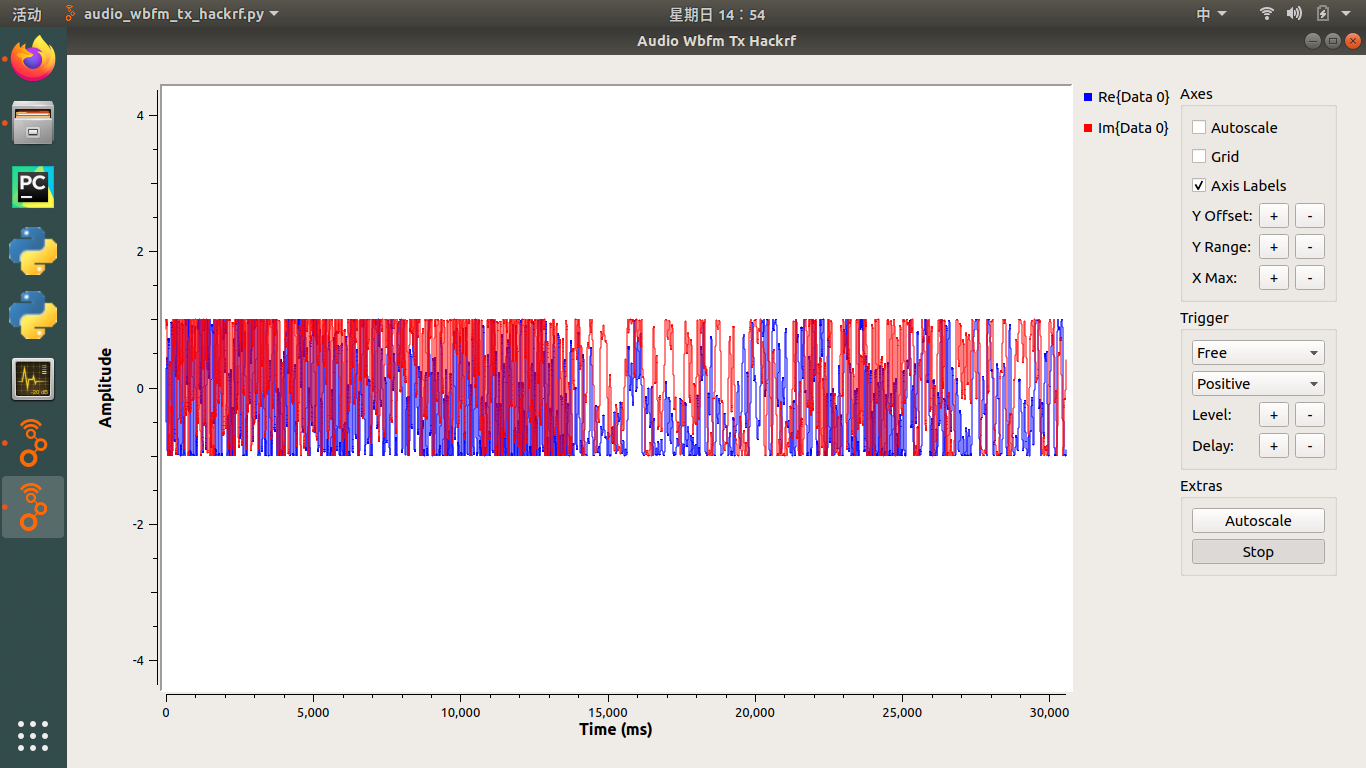 活动 audio_wbfm_tx_hackrf.py 星期日 14：54 中
Audio Wbfm Tx Hackrf
PC
-20 dB
4
2
0
-2
-4
Amplitude
0 5,000 10,000 15,000 20,000 25,000 30,000
Time (ms)
Re{Data 0}
Im{Data 0}
Axes
Autoscale
Grid
Axis Labels
Y Offset: + -
Y Range: + -
X Max: + -
Trigger
Free
Positive
Level: + -
Delay: + -
Extras
Autoscale
Stop